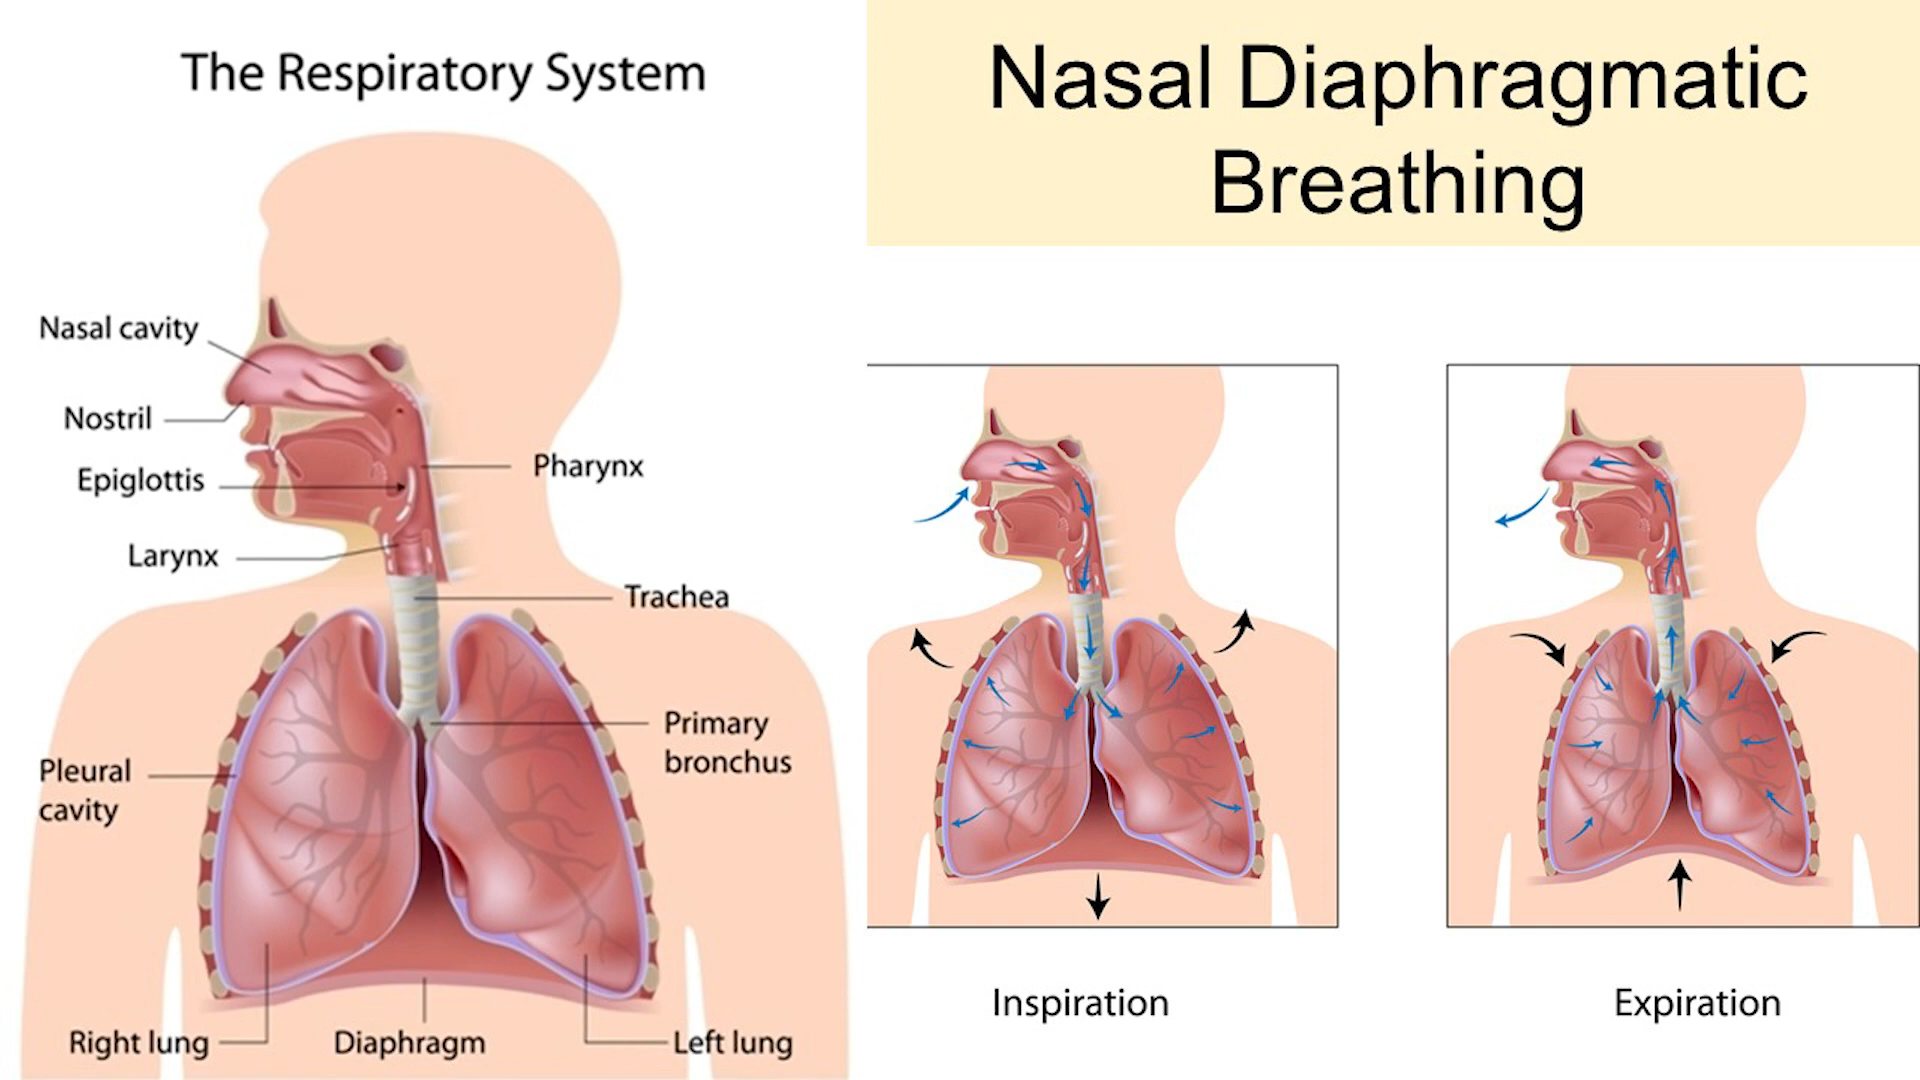 The Respiratory System
Nasal cavity
Nostril
Epiglottis
Larynx
Pharynx
Trachea
Primary
bronchus
Pleural
cavity
Right lung
Diaphragm
Left lung
Nasal Diaphragmatic
Breathing
Inspiration
Expiration